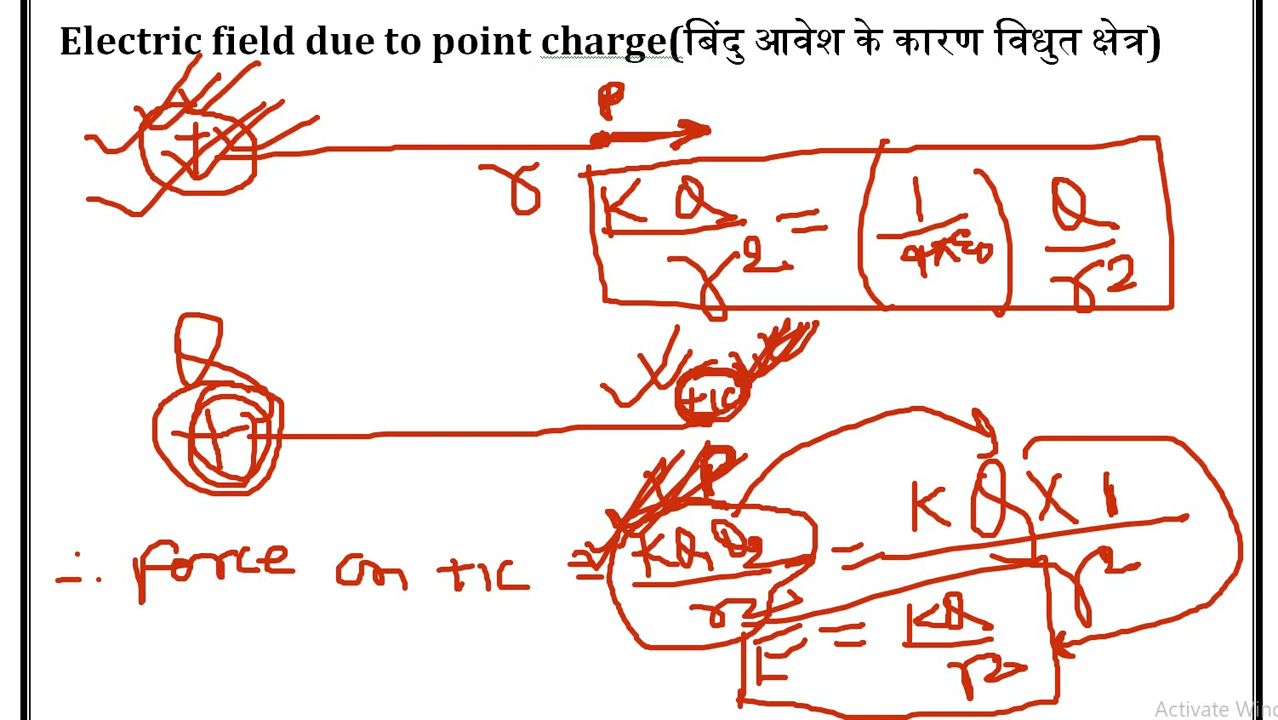 Electric field due to point charge(बिंदु आवेश के कारण विधुत क्षेत्र)
+ P
r
KQ/r² = (1/4πε₀) Q/r²
Q
+ +1C
P
∴ force on +1C = KQ₁Q₂/r² = KQ×1/r²
E = KQ/r²
Activate Win